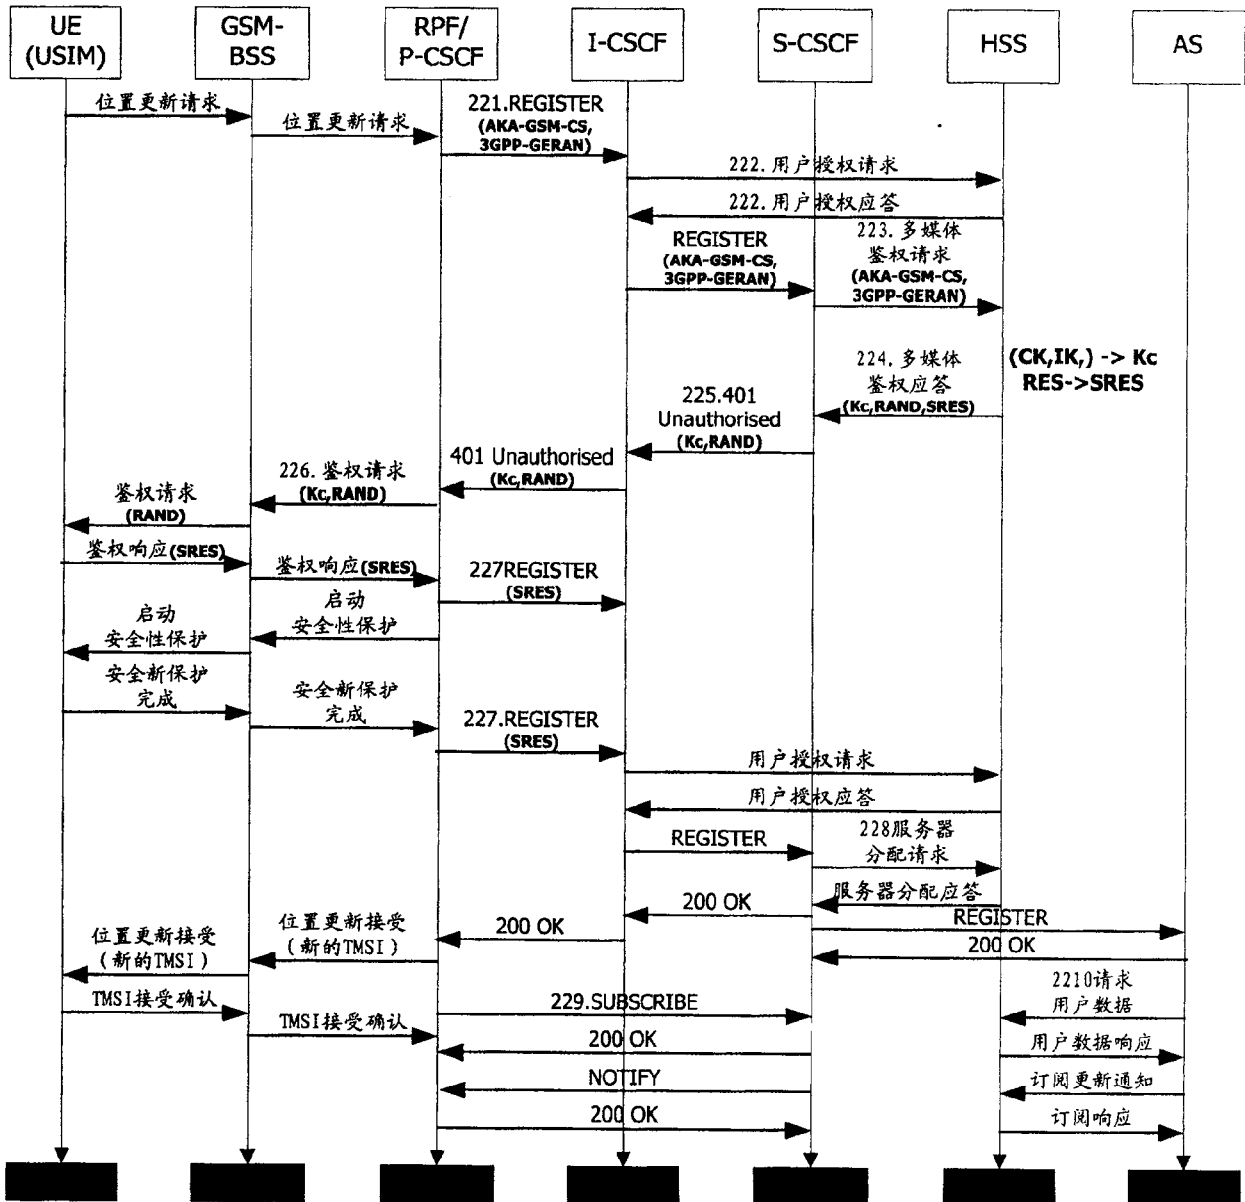 UE
(USIM)
GSM-
BSS
RPF/
P-CSCF
I-CSCF
S-CSCF
HSS
AS
位置更新请求
位置更新请求
221.REGISTER
(AKA-GSM-CS,
3GPP-GERAN)
222.用户授权请求
222.用户授权应答
REGISTER
(AKA-GSM-CS,
3GPP-GERAN)
223.多媒体
鉴权请求
(AKA-GSM-CS,
3GPP-GERAN)
(CK,IK,) -> Kc
RES->SRES
224.多媒体
鉴权应答
(Kc,RAND,SRES)
225.401
Unauthorised
(Kc,RAND)
401 Unauthorised
(Kc,RAND)
226.鉴权请求
(Kc,RAND)
鉴权请求
(RAND)
鉴权响应(SRES)
鉴权响应(SRES)
227REGISTER
(SRES)
启动
安全性保护
启动
安全性保护
安全新保护
完成
安全新保护
完成
227.REGISTER
(SRES)
用户授权请求
用户授权应答
REGISTER
228服务器
分配请求
服务器分配应答
200 OK
REGISTER
200 OK
200 OK
位置更新接受
(新的TMSI)
位置更新接受
(新的TMSI)
TMSI接受确认
TMSI接受确认
229.SUBSCRIBE
2210请求
用户数据
200 OK
用户数据响应
NOTIFY
订阅更新通知
200 OK
订阅响应